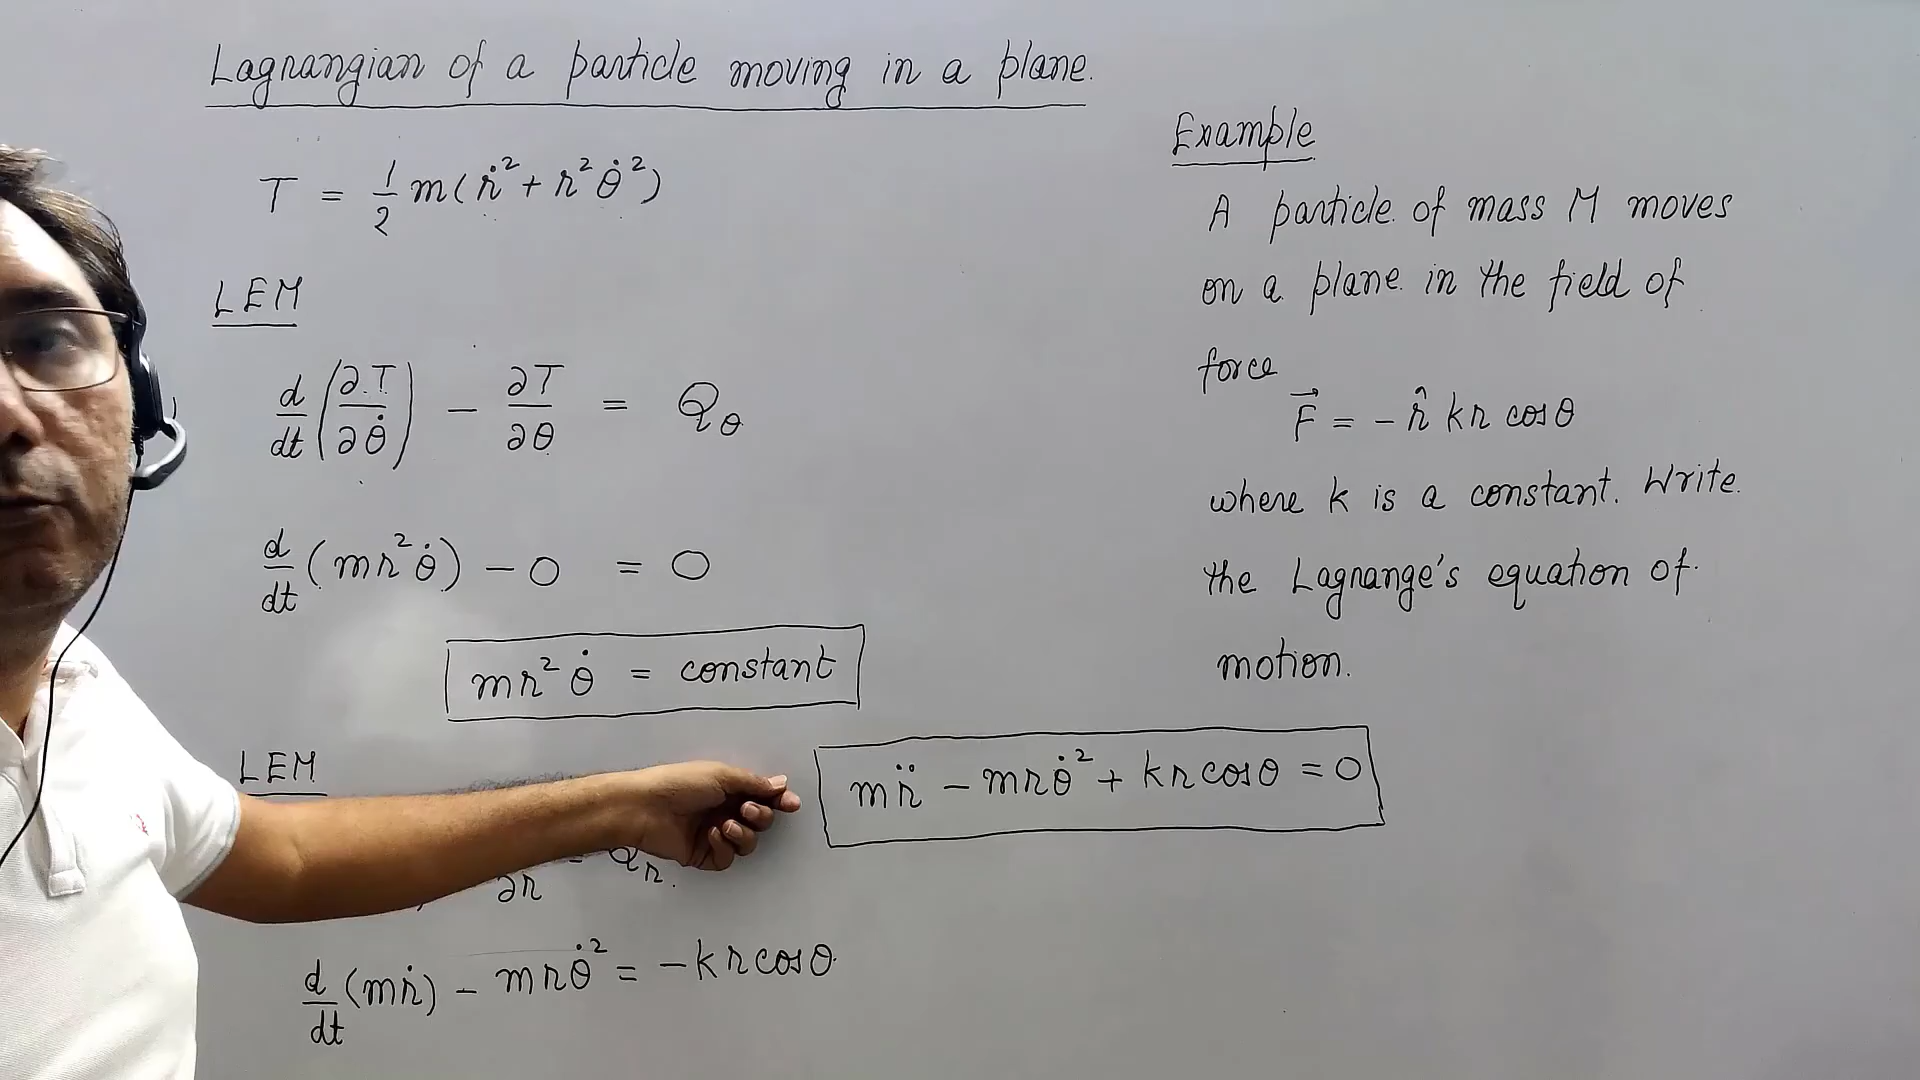 Lagrangian of a particle moving in a plane.
T = 1/2 m(ṙ² + r²θ̇²)
LEM
d/dt(∂T/∂θ̇) − ∂T/∂θ = Q_θ
d/dt(mr²θ̇) − 0 = 0
mr²θ̇ = constant
LEM
∂r = Q_r.
d/dt(mṙ) − mrθ̇² = −kr cosθ
Example
A particle of mass M moves
on a plane in the field of
force
F⃗ = − r̂ kr cosθ
where k is a constant. Write
the Lagrange's equation of
motion.
mr̈ − mrθ̇² + kr cosθ = 0